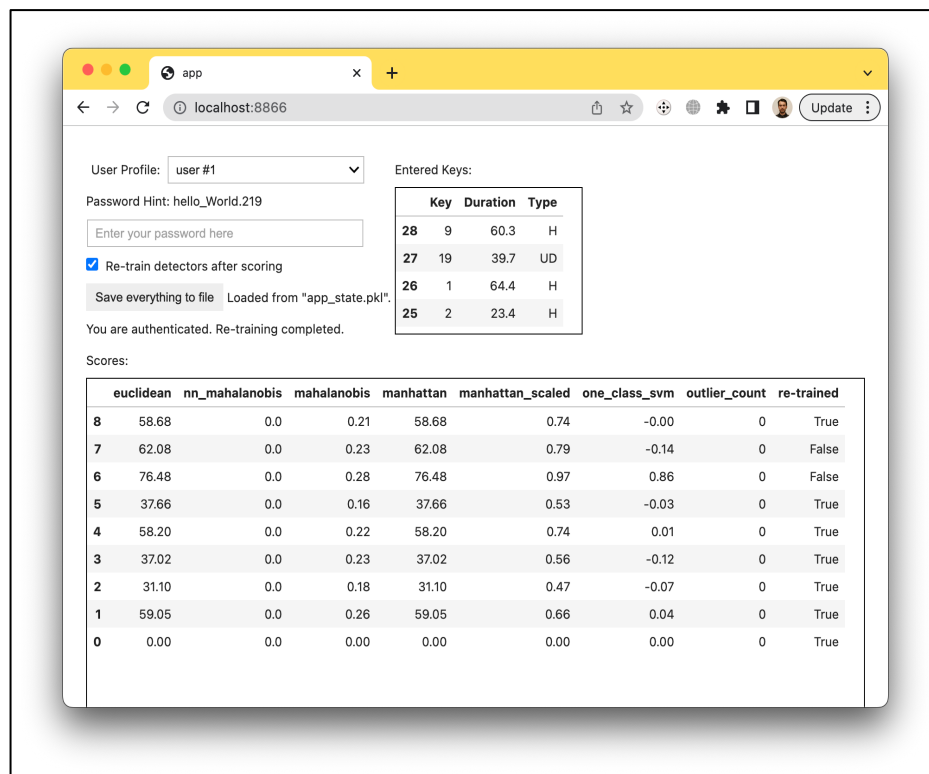 app
localhost:8866
Update
User Profile: user #1
Password Hint: hello_World.219
Enter your password here
Re-train detectors after scoring
Save everything to file Loaded from "app_state.pkl".
You are authenticated. Re-training completed.
Entered Keys:
Key Duration Type
28 9 60.3 H
27 19 39.7 UD
26 1 64.4 H
25 2 23.4 H
Scores:
euclidean nn_mahalanobis mahalanobis manhattan manhattan_scaled one_class_svm outlier_count re-trained
8 58.68 0.0 0.21 58.68 0.74 -0.00 0 True
7 62.08 0.0 0.23 62.08 0.79 -0.14 0 False
6 76.48 0.0 0.28 76.48 0.97 0.86 0 False
5 37.66 0.0 0.16 37.66 0.53 -0.03 0 True
4 58.20 0.0 0.22 58.20 0.74 0.01 0 True
3 37.02 0.0 0.23 37.02 0.56 -0.12 0 True
2 31.10 0.0 0.18 31.10 0.47 -0.07 0 True
1 59.05 0.0 0.26 59.05 0.66 0.04 0 True
0 0.00 0.0 0.00 0.00 0.00 0.00 0 True